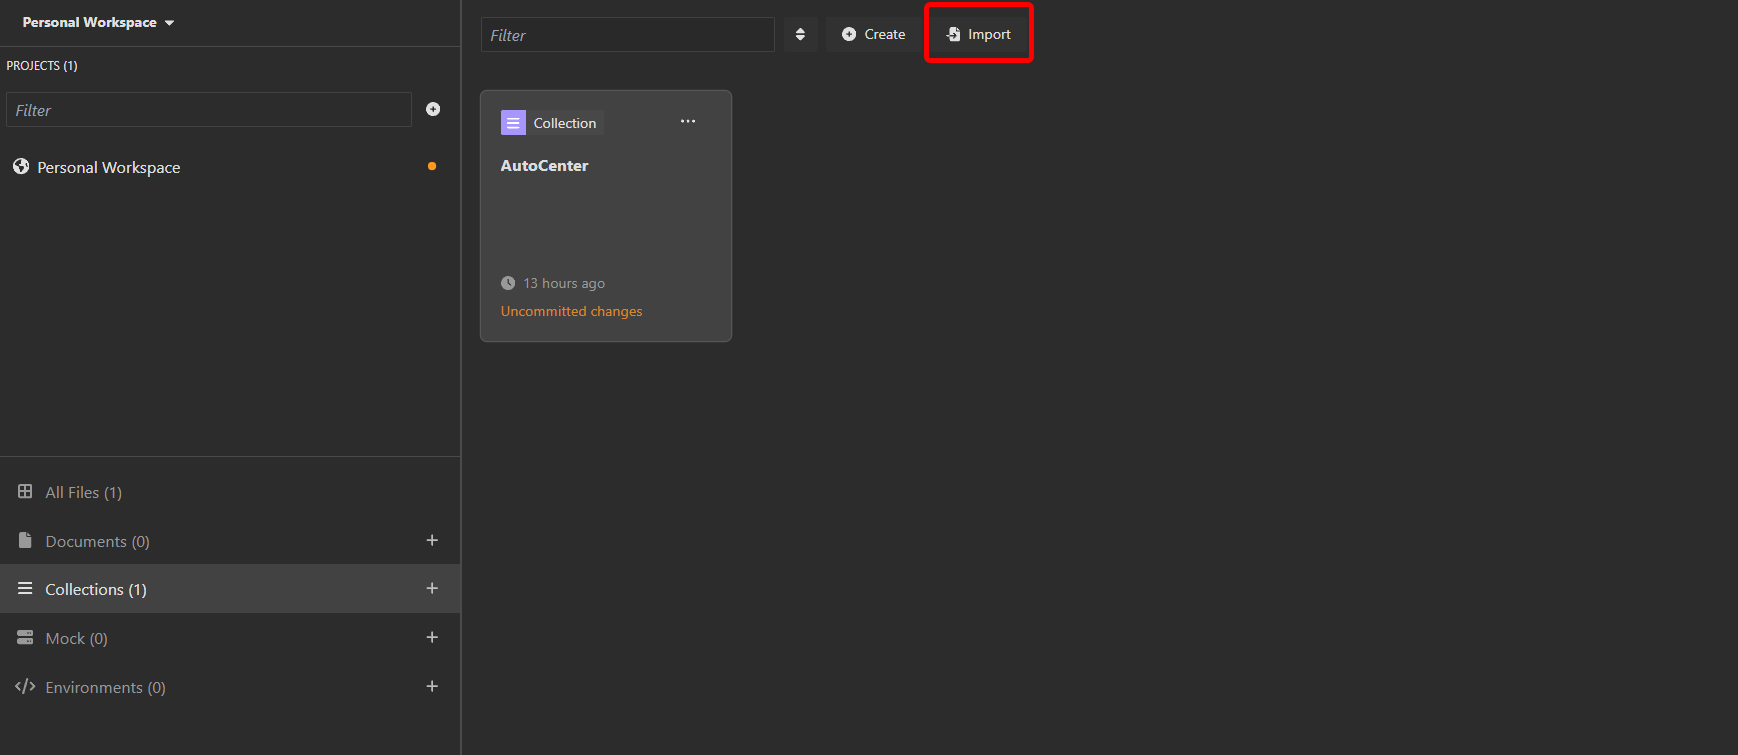 Personal Workspace
PROJECTS (1)
Filter
Personal Workspace
All Files (1)
Documents (0)
Collections (1)
Mock (0)
Environments (0)
Filter
Create
Import
Collection
AutoCenter
13 hours ago
Uncommitted changes